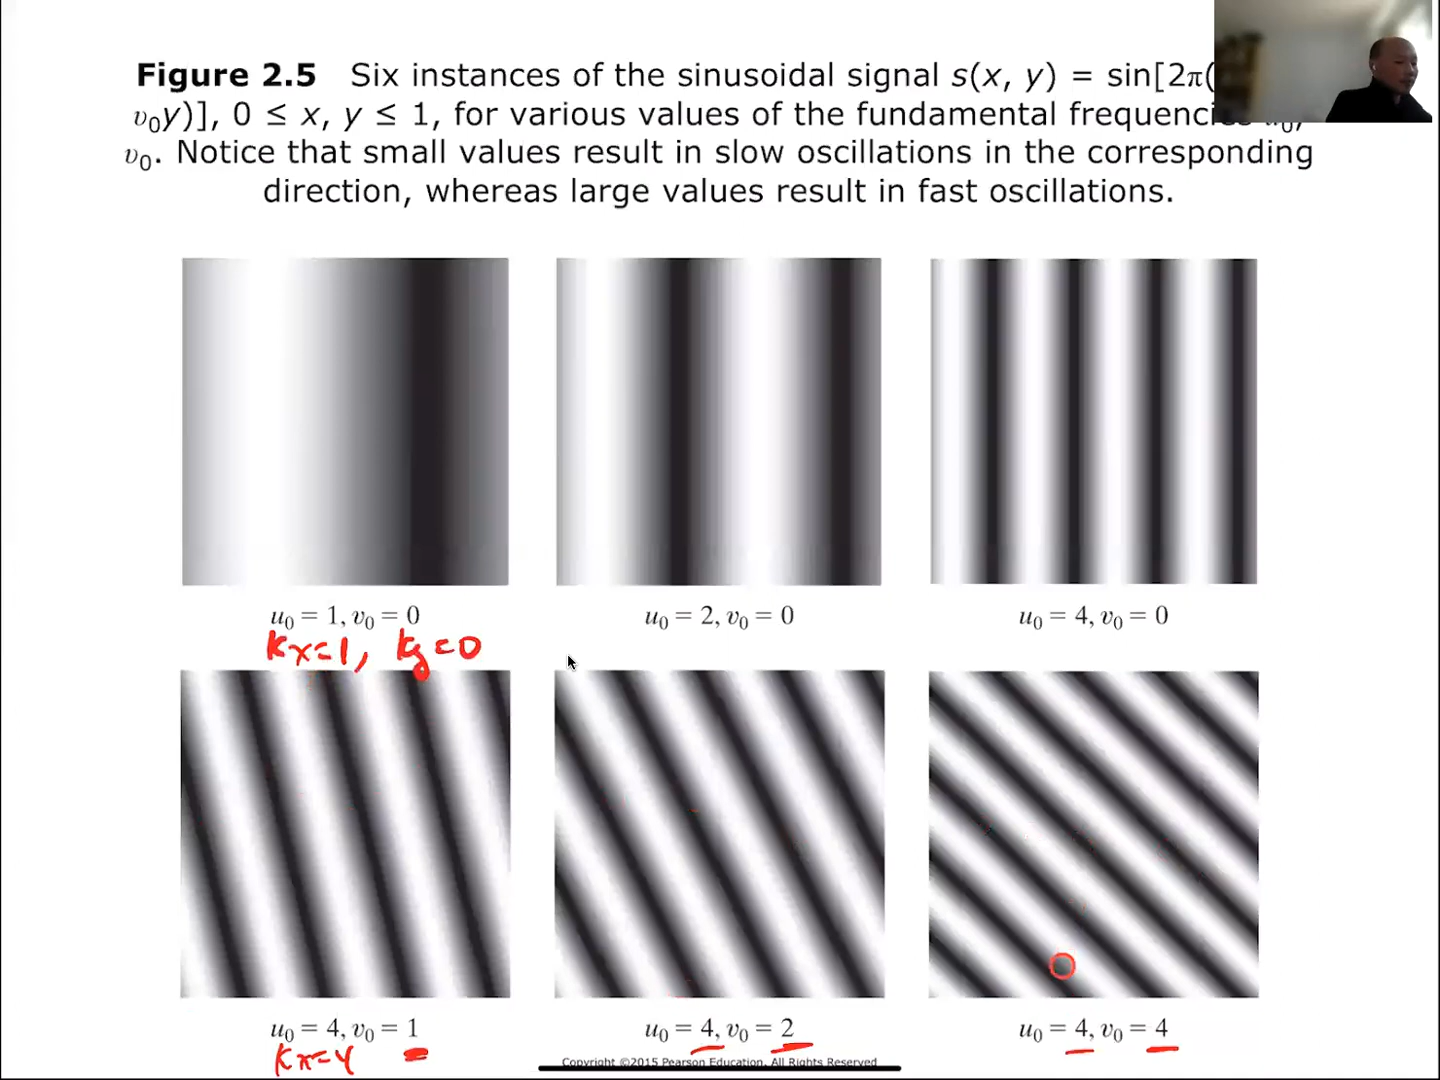 Figure 2.5 Six instances of the sinusoidal signal s(x, y) = sin[2π(
v₀y)], 0 ≤ x, y ≤ 1, for various values of the fundamental frequenci u₀,
v₀. Notice that small values result in slow oscillations in the corresponding
direction, whereas large values result in fast oscillations.
u₀ = 1, v₀ = 0
u₀ = 2, v₀ = 0
u₀ = 4, v₀ = 0
kx=1, ky=0
u₀ = 4, v₀ = 1
u₀ = 4, v₀ = 2
u₀ = 4, v₀ = 4
kx=4
Copyright ©2015 Pearson Education, All Rights Reserved